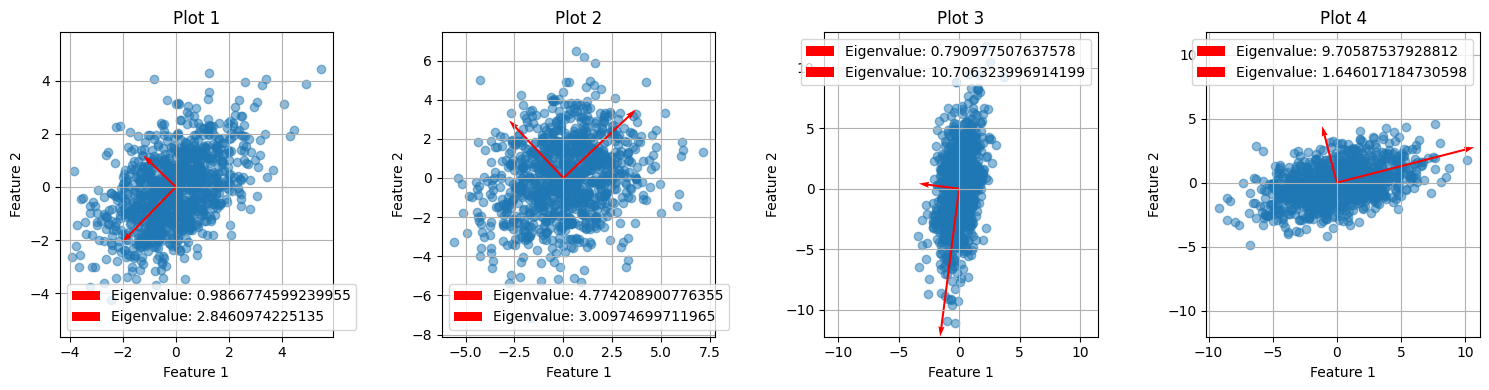 Plot 1
Feature 2
4
2
0
−2
−4
−4
−2
0
2
4
Feature 1
Eigenvalue: 0.9866774599239955
Eigenvalue: 2.8460974225135
Plot 2
Feature 2
6
4
2
0
−2
−4
−6
−8
−5.0
−2.5
0.0
2.5
5.0
7.5
Feature 1
Eigenvalue: 4.774208900776355
Eigenvalue: 3.00974699711965
Plot 3
Eigenvalue: 0.790977507637578
Eigenvalue: 10.706323996914199
Feature 2
10
5
0
−5
−10
−10
−5
0
5
10
Feature 1
Plot 4
Eigenvalue: 9.70587537928812
Eigenvalue: 1.646017184730598
Feature 2
10
5
0
−5
−10
−10
−5
0
5
10
Feature 1